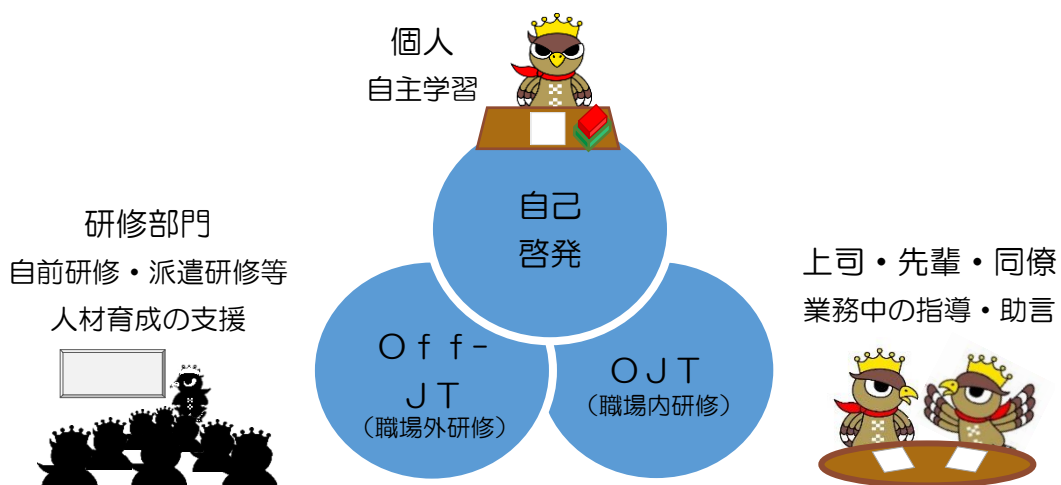 個人
自主学習
自己
啓発
研修部門
自前研修・派遣研修等
人材育成の支援
Ｏｆｆ-
ＪＴ
（職場外研修）
ＯＪＴ
（職場内研修）
上司・先輩・同僚
業務中の指導・助言